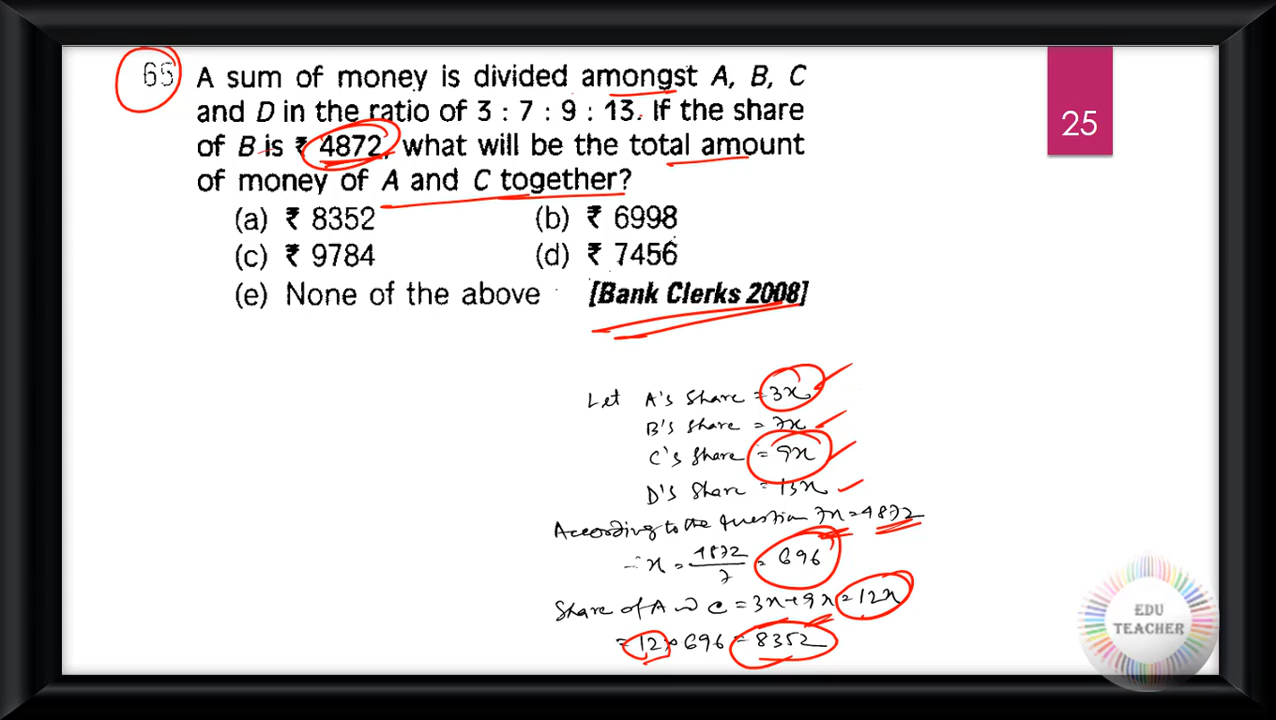 65 A sum of money is divided amongst A, B, C
and D in the ratio of 3 : 7 : 9 : 13. If the share
of B is ₹ 4872, what will be the total amount
of money of A and C together?
(a) ₹ 8352 (b) ₹ 6998
(c) ₹ 9784 (d) ₹ 7456
(e) None of the above [Bank Clerks 2008]
25
Let A's Share = 3x
B's Share = 7x
C's Share = 9x
D's Share = 13x
According to the question 7x = 4872
∴ x = 4872/7 = 696
Share of A & C = 3x + 9x = 12x
= 12 × 696 = 8352
EDU
TEACHER